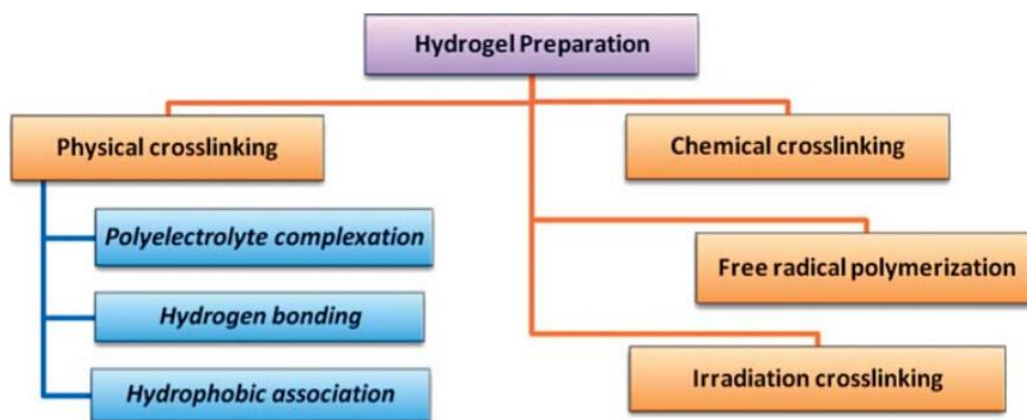 Hydrogel Preparation
Physical crosslinking
Polyelectrolyte complexation
Hydrogen bonding
Hydrophobic association
Chemical crosslinking
Free radical polymerization
Irradiation crosslinking